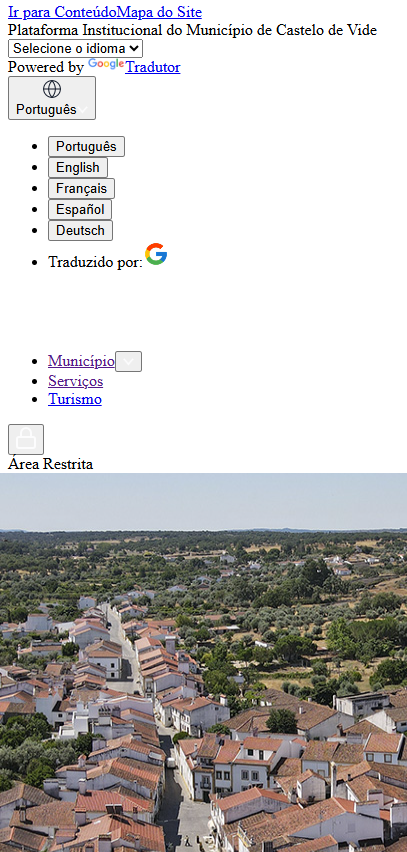 Ir para ConteúdoMapa do Site
Plataforma Institucional do Município de Castelo de Vide
Selecione o idioma
Powered by Google Tradutor
Português
Português
English
Français
Español
Deutsch
Traduzido por:
Município
Serviços
Turismo
Área Restrita